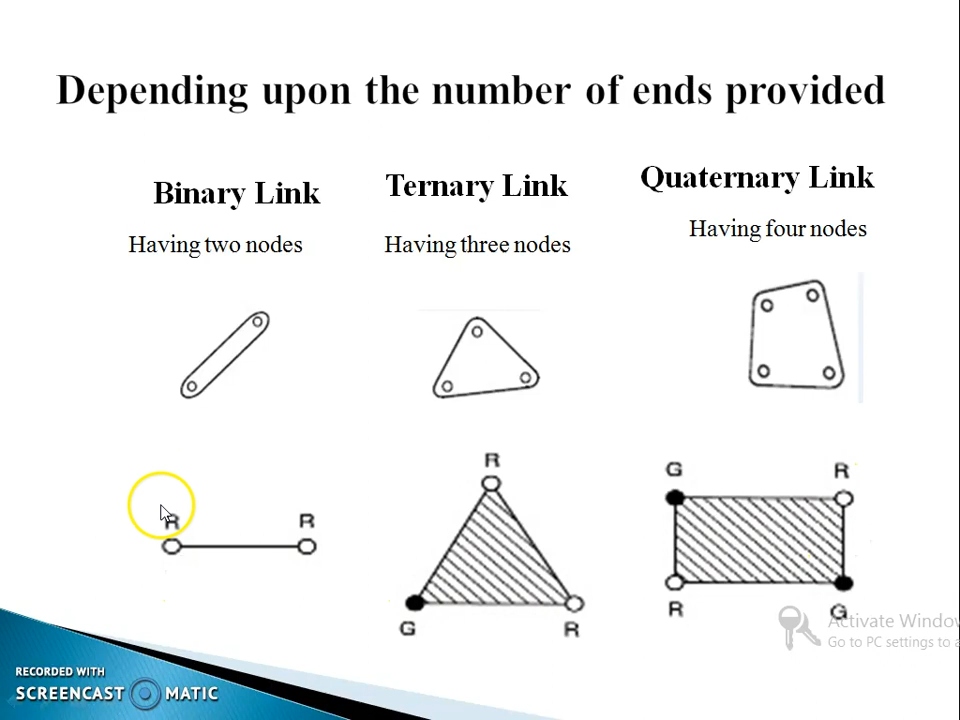 Depending upon the number of ends provided
Binary Link
Having two nodes
Ternary Link
Having three nodes
Quaternary Link
Having four nodes
R R
R
G R
G R
R G
Activate Window
Go to PC settings to a
RECORDED WITH
SCREENCAST MATIC